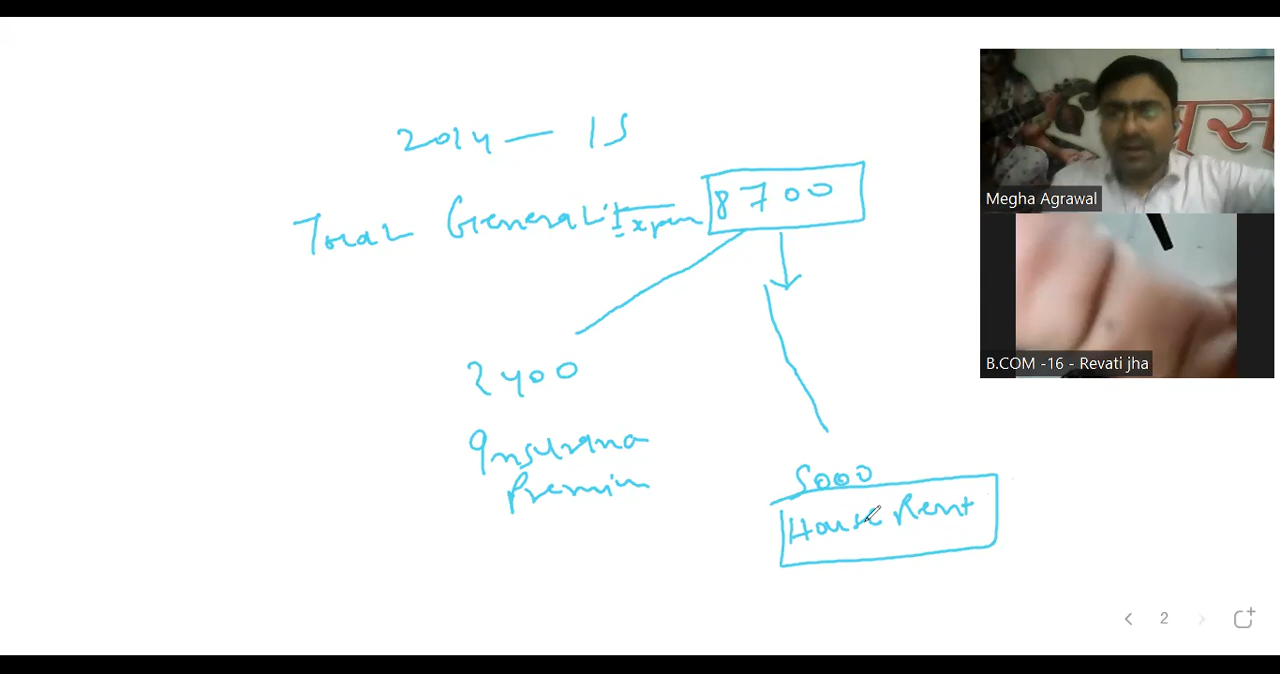 2014 — 15
Total General Expen 8700
2400
Insurance
Premium
5000
House Rent
Megha Agrawal
B.COM -16 - Revati jha
2